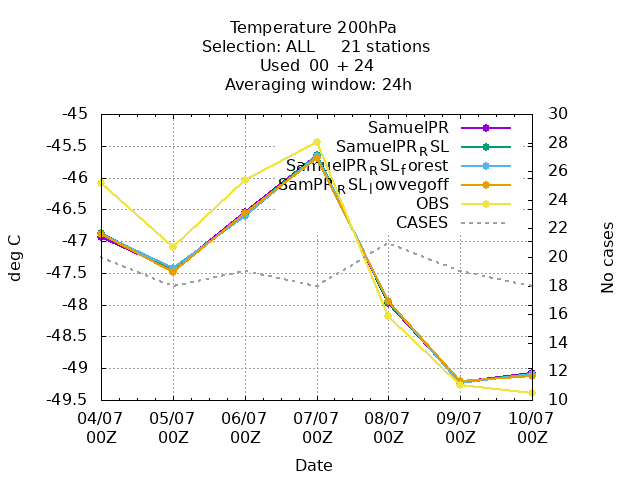 Temperature 200hPa
Selection: ALL 21 stations
Used 00 + 24
Averaging window: 24h
-45
-45.5
-46
-46.5
-47
-47.5
-48
-48.5
-49
-49.5
deg C
30
28
26
24
22
20
18
16
14
12
10
No cases
SamuelPR
SamuelPR_RSL
SamuelPR_RSL_forest
SamPR_RSL_lowvegoff
OBS
CASES
04/07 05/07 06/07 07/07 08/07 09/07 10/07
00Z 00Z 00Z 00Z 00Z 00Z 00Z
Date